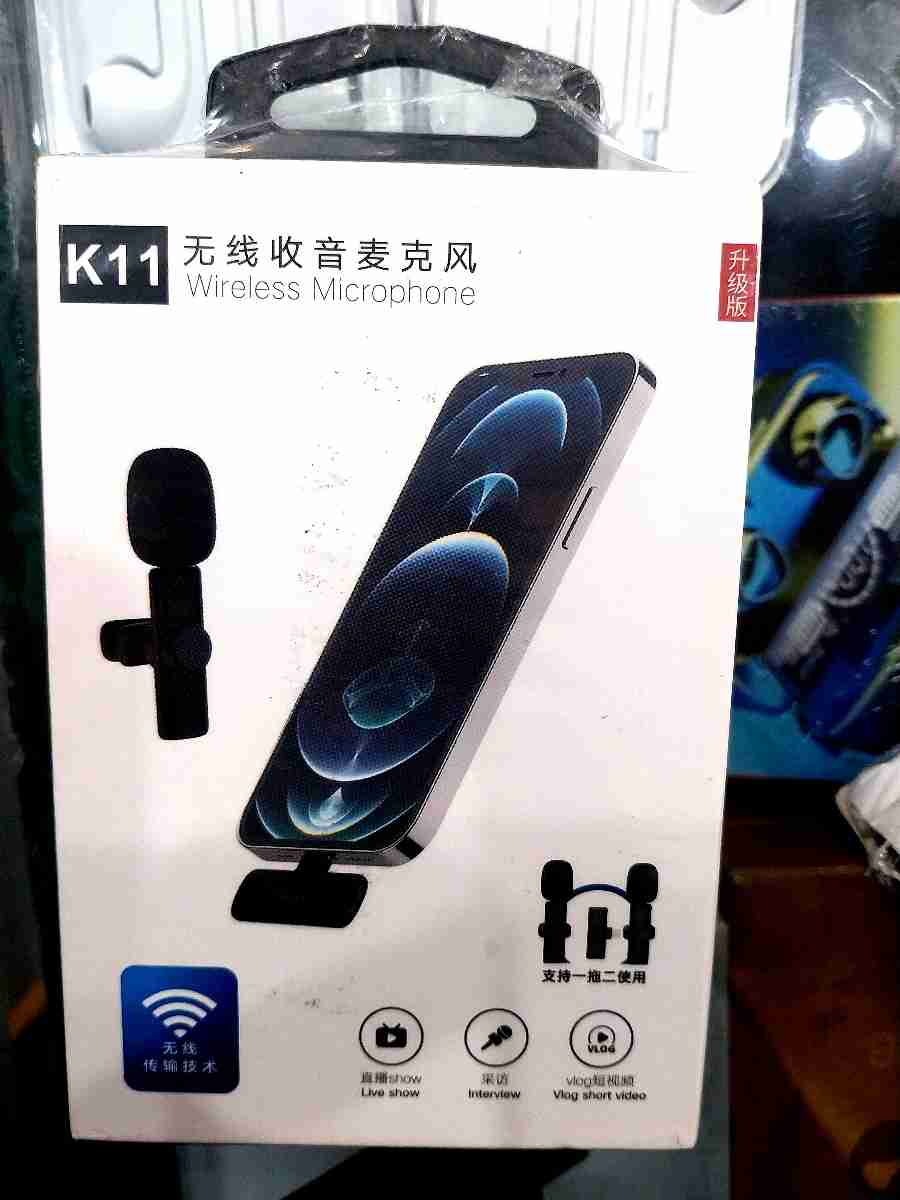 K11
无线收音麦克风
Wireless Microphone
升级版
支持一拖二使用
无线
传输技术
直播show
Live show
采访
Interview
VLOG
vlog短视频
Vlog short video